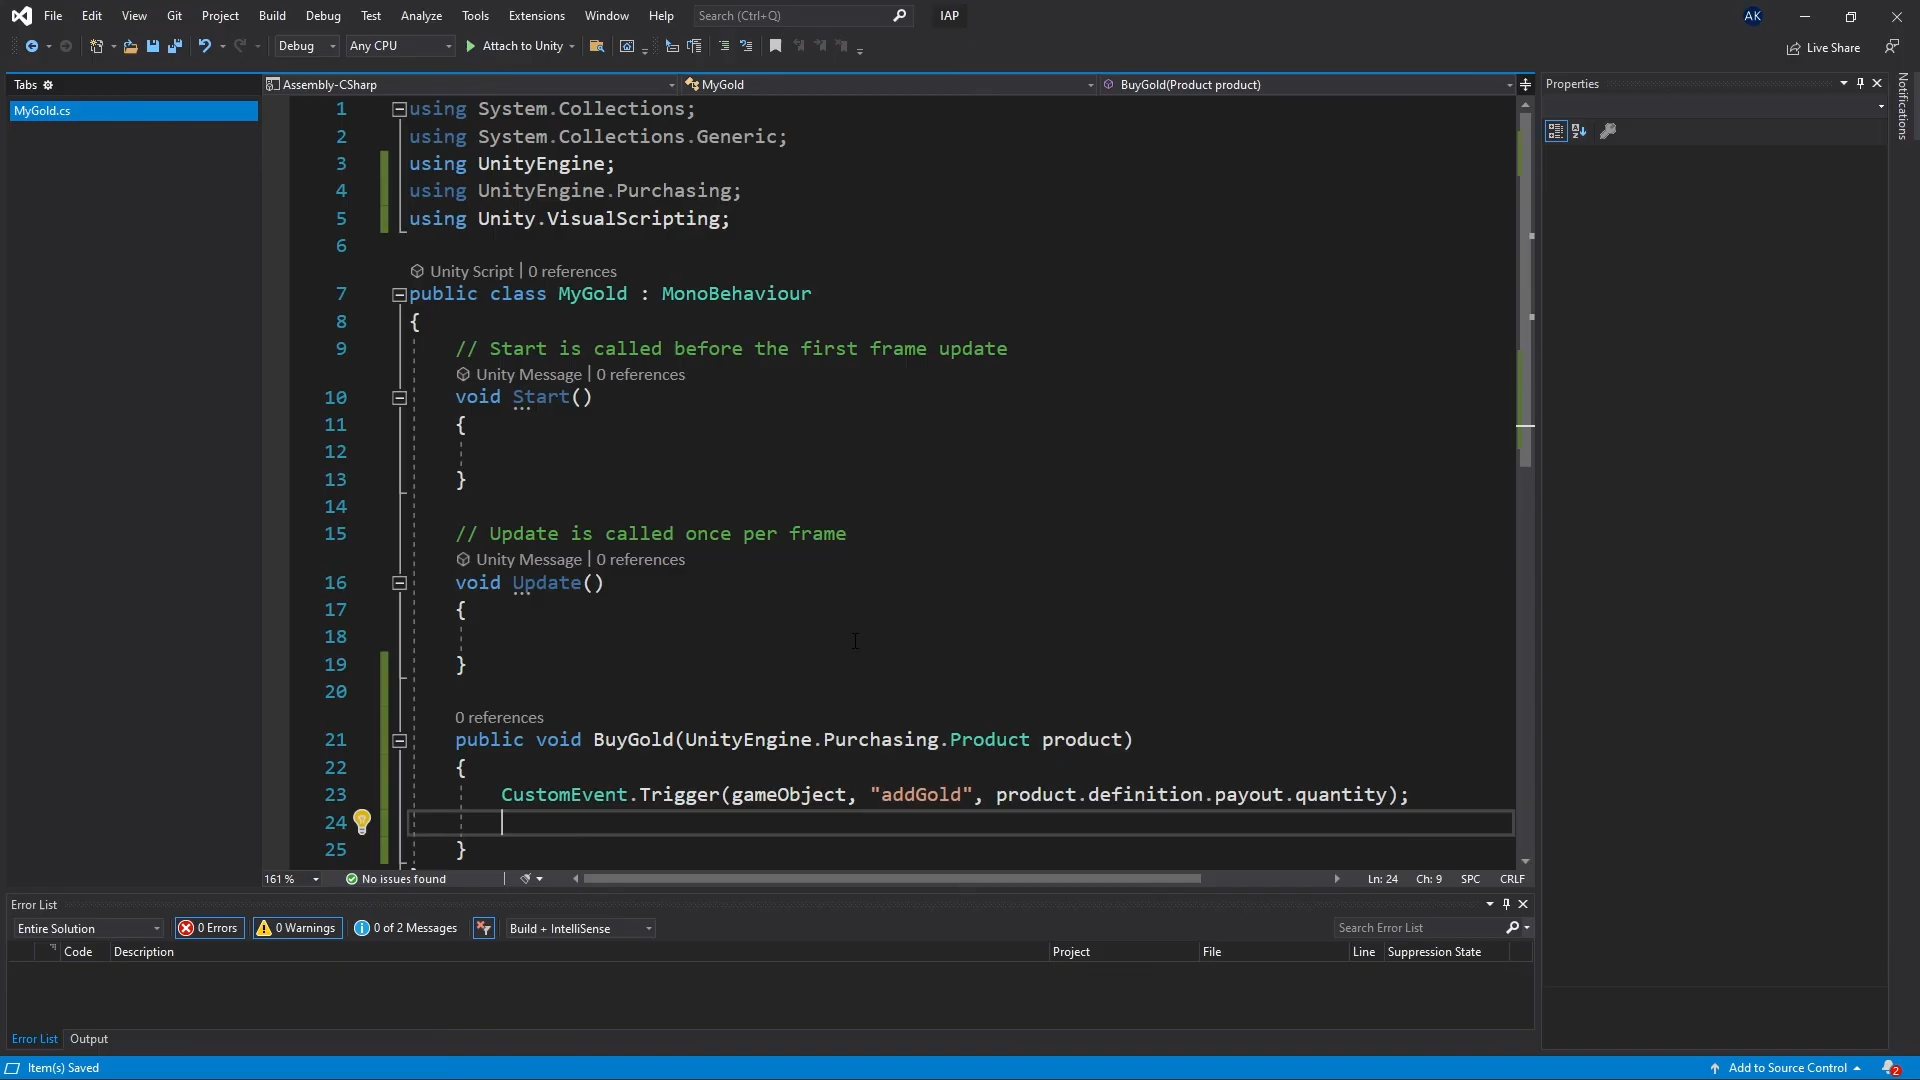 File Edit View Git Project Build Debug Test Analyze Tools Extensions Window Help Search (Ctrl+Q) IAP AK
Debug Any CPU Attach to Unity Live Share
Tabs
MyGold.cs
Assembly-CSharp MyGold BuyGold(Product product)
1 using System.Collections;
2 using System.Collections.Generic;
3 using UnityEngine;
4 using UnityEngine.Purchasing;
5 using Unity.VisualScripting;
6
Unity Script | 0 references
7 public class MyGold : MonoBehaviour
8 {
9 // Start is called before the first frame update
Unity Message | 0 references
10 void Start()
11 {
12
13 }
14
15 // Update is called once per frame
Unity Message | 0 references
16 void Update()
17 {
18
19 }
20
0 references
21 public void BuyGold(UnityEngine.Purchasing.Product product)
22 {
23 CustomEvent.Trigger(gameObject, "addGold", product.definition.payout.quantity);
24
25 }
161 % No issues found Ln: 24 Ch: 9 SPC CRLF
Properties
Notifications
Error List
Entire Solution 0 Errors 0 Warnings 0 of 2 Messages Build + IntelliSense Search Error List
Code Description Project File Line Suppression State
Error List Output
Item(s) Saved Add to Source Control 2